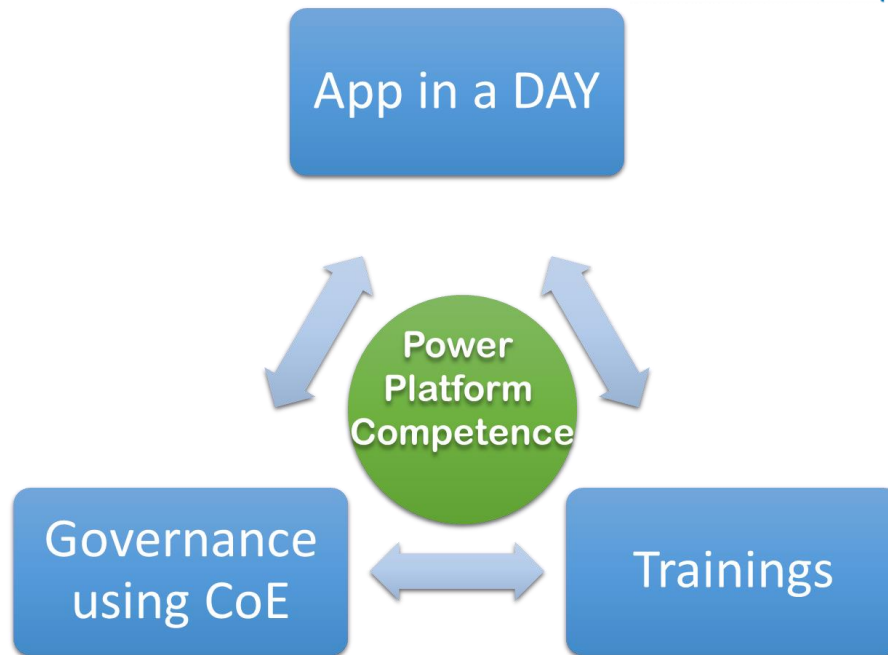 App in a DAY
Power
Platform
Competence
Governance
using CoE
Trainings